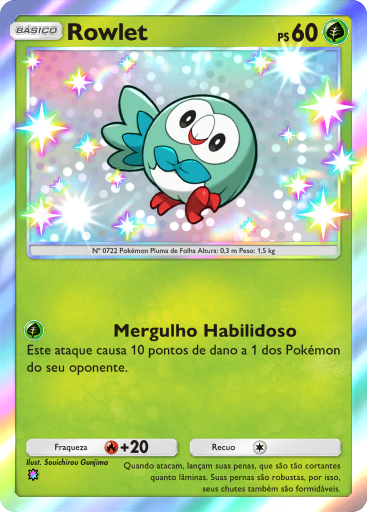 BÁSICO Rowlet PS 60
Nº 0722 Pokémon Pluma de Folha Altura: 0,3 m Peso: 1,5 kg
Mergulho Habilidoso
Este ataque causa 10 pontos de dano a 1 dos Pokémon
do seu oponente.
Fraqueza +20 Recuo
Ilust. Souichirou Gunjima
Quando atacam, lançam suas penas, que são tão cortantes
quanto lâminas. Suas pernas são robustas, por isso,
seus chutes também são formidáveis.